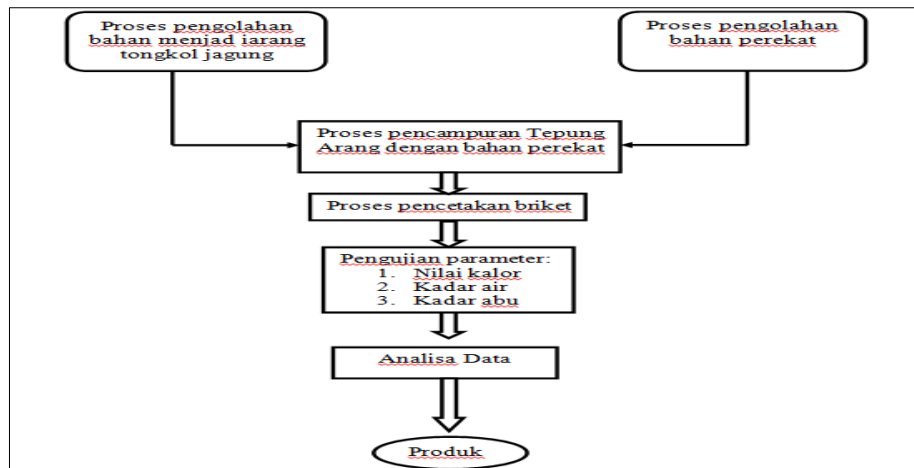 Proses pengolahan
bahan menjad iarang
tongkol jagung
Proses pengolahan
bahan perekat
Proses pencampuran Tepung
Arang dengan bahan perekat
Proses pencetakan briket
Pengujian parameter:
1. Nilai kalor
2. Kadar air
3. Kadar abu
Analisa Data
Produk